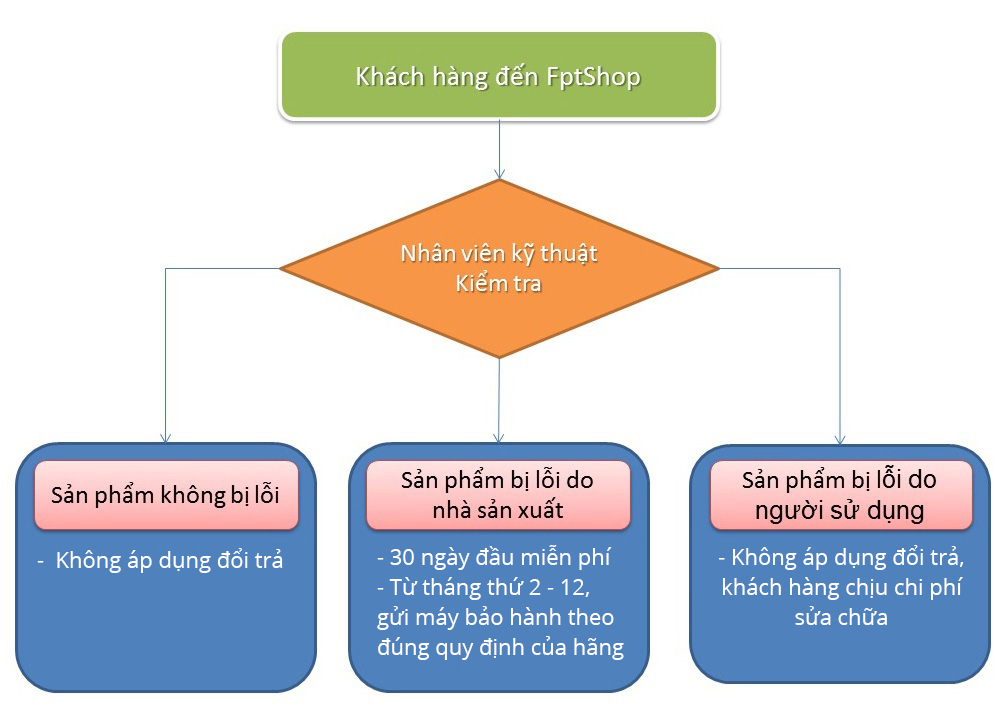 Khách hàng đến FptShop
Nhân viên kỹ thuật
Kiểm tra
Sản phẩm không bị lỗi
- Không áp dụng đổi trả
Sản phẩm bị lỗi do
nhà sản xuất
- 30 ngày đầu miễn phí
- Từ tháng thứ 2 - 12,
gửi máy bảo hành theo
đúng quy định của hãng
Sản phẩm bị lỗi do
người sử dụng
- Không áp dụng đổi trả,
khách hàng chịu chi phí
sửa chữa